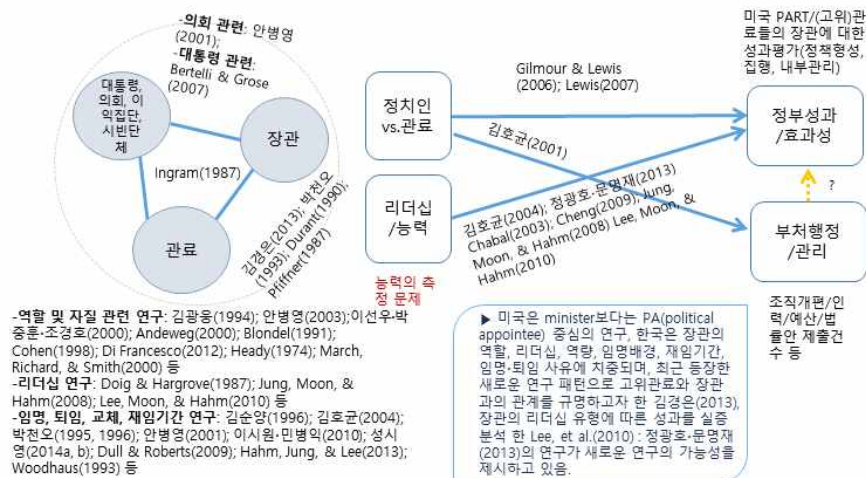 -의회 관련: 안병영
(2001);
-대통령 관련:
Bertelli & Grose
(2007)
대통령,
의회, 이
익집단,
시빈단
체
장관
Ingram(1987)
관료
김경은(2013); 박천오
(1993); Durant(1990);
Pfiffner(1987)
정치인
vs.관료
리더십
/능력
능력의 측
정 문제
Gilmour & Lewis
(2006); Lewis(2007)
김호균(2001)
김호균(2004); 정광호·문명재(2013)
Chabal(2003); Cheng(2009), Jung,
Moon, & Hahm(2008) Lee, Moon, &
Hahm(2010)
미국 PART/(고위)관
료들의 장관에 대한
성과평가(정책형성,
집행, 내부관리)
정부성과
/효과성
?
부처행정
/관리
조직개편/인
력/예산/법
률안 제출건
수 등
-역할 및 자질 관련 연구: 김광웅(1994); 안병영(2003);이선우·박
중훈·조경호(2000); Andeweg(2000); Blondel(1991);
Cohen(1998); Di Francesco(2012); Heady(1974); March,
Richard, & Smith(2000) 등
-리더십 연구: Doig & Hargrove(1987); Jung, Moon, &
Hahm(2008); Lee, Moon, & Hahm(2010) 등
-임명, 퇴임, 교체, 재임기간 연구: 김순양(1996); 김호균(2004);
박천오(1995, 1996); 안병영(2001); 이시원·민병익(2010); 성시
영(2014a, b); Dull & Roberts(2009); Hahm, Jung, & Lee(2013);
Woodhaus(1993) 등
▶ 미국은 minister보다는 PA(political
appointee) 중심의 연구, 한국은 장관의
역할, 리더십, 역량, 임명배경, 재임기간,
임명·퇴임 사유에 치중되며, 최근 등장한
새로운 연구 패턴으로 고위관료와 장관
과의 관계를 규명하고자 한 김경은(2013),
장관의 리더십 유형에 따른 성과를 실증
분석 한 Lee, et al.(2010) : 정광호·문명재
(2013)의 연구가 새로운 연구의 가능성을
제시하고 있음.